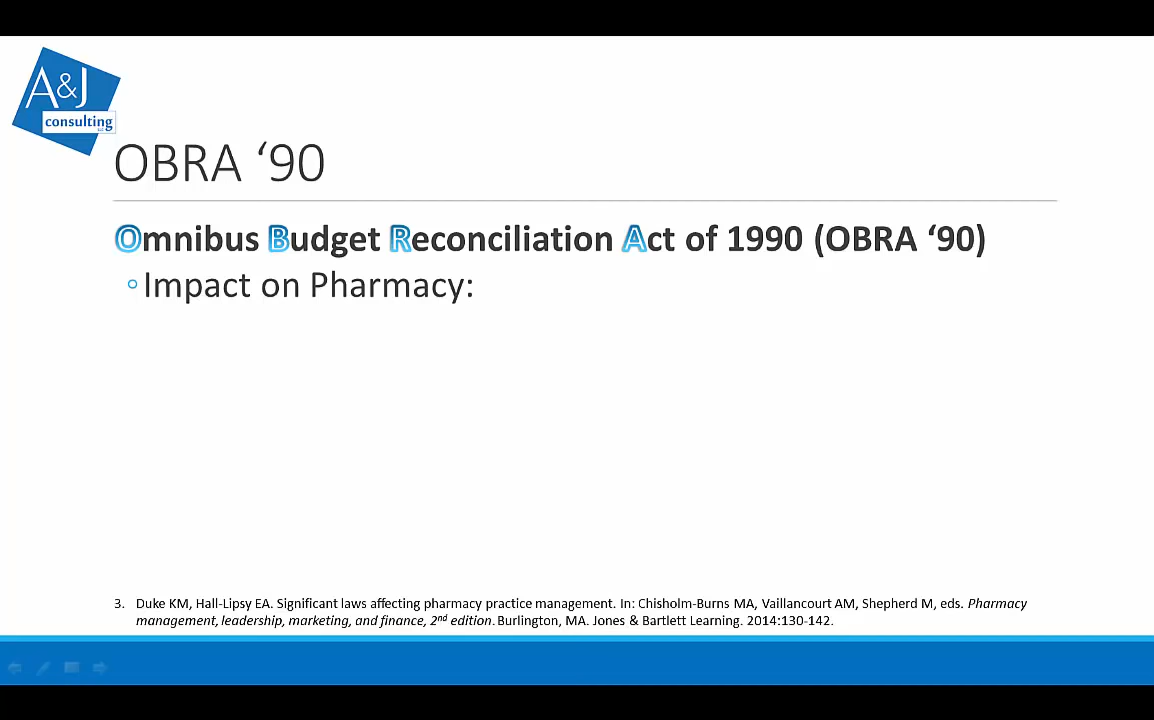 A&J
consulting
OBRA ‘90
Omnibus Budget Reconciliation Act of 1990 (OBRA ‘90)
◦Impact on Pharmacy:
3. Duke KM, Hall-Lipsy EA. Significant laws affecting pharmacy practice management. In: Chisholm-Burns MA, Vaillancourt AM, Shepherd M, eds. Pharmacy
management, leadership, marketing, and finance, 2nd edition. Burlington, MA. Jones & Bartlett Learning. 2014:130-142.